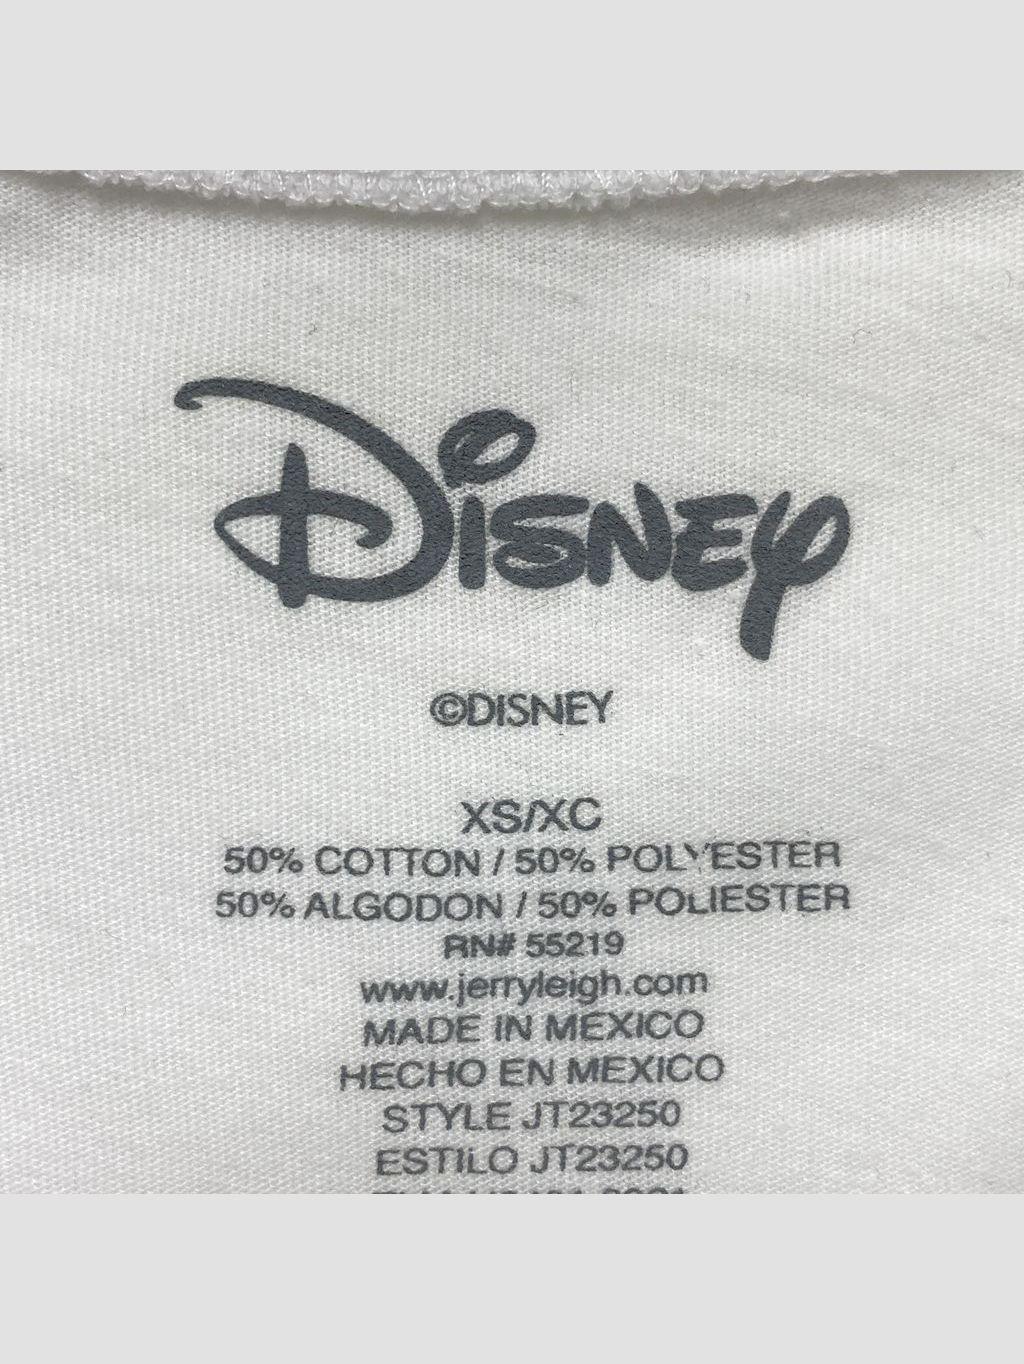 Disney
©DISNEY
XS/XC
50% COTTON / 50% POLYESTER
50% ALGODON / 50% POLIESTER
RN# 55219
www.jerryleigh.com
MADE IN MEXICO
HECHO EN MEXICO
STYLE JT23250
ESTILO JT23250